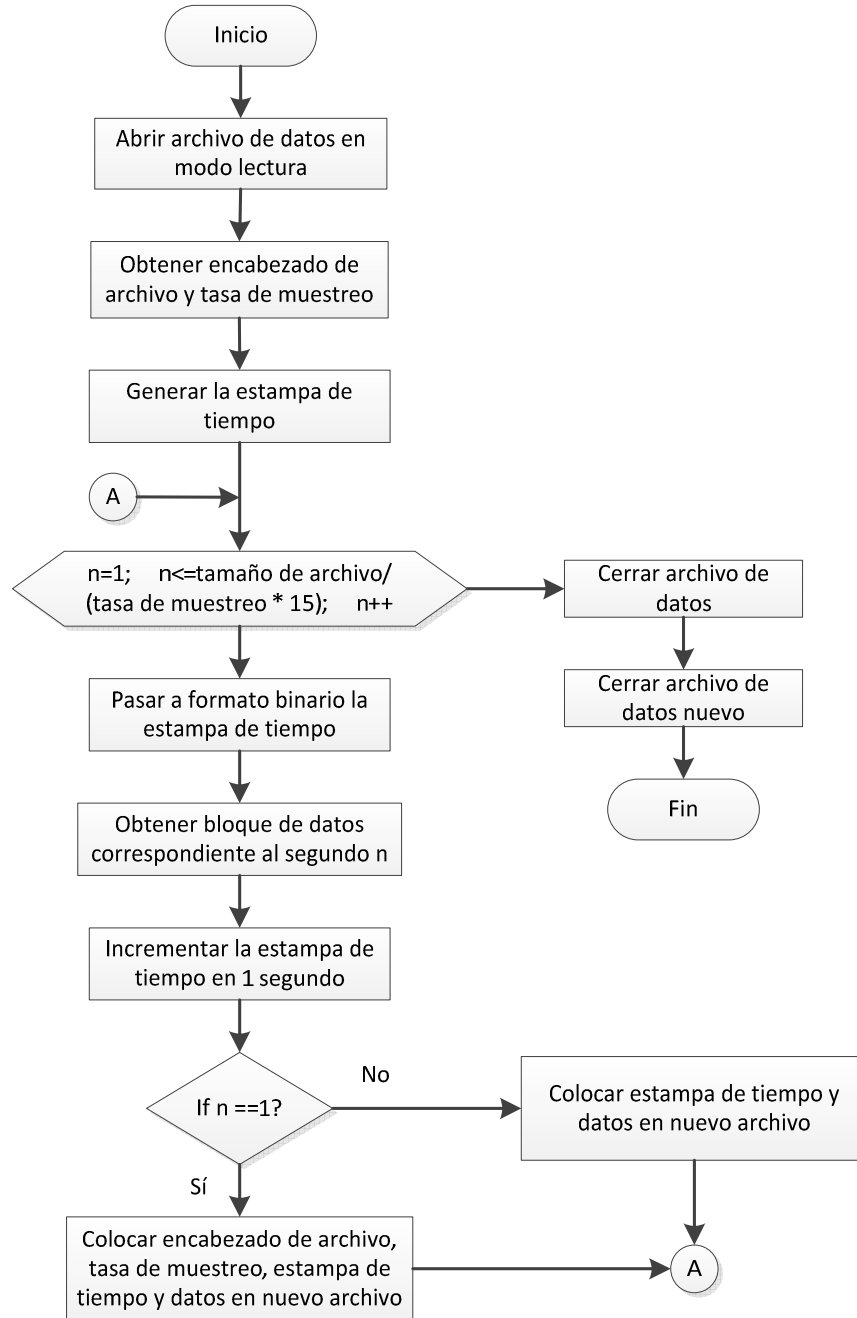 Inicio
Abrir archivo de datos en
modo lectura
Obtener encabezado de
archivo y tasa de muestreo
Generar la estampa de
tiempo
A
n=1; n<=tamaño de archivo/
(tasa de muestreo * 15); n++
Cerrar archivo de
datos
Cerrar archivo de
datos nuevo
Fin
Pasar a formato binario la
estampa de tiempo
Obtener bloque de datos
correspondiente al segundo n
Incrementar la estampa de
tiempo en 1 segundo
If n ==1?
No
Colocar estampa de tiempo y
datos en nuevo archivo
Sí
Colocar encabezado de archivo,
tasa de muestreo, estampa de
tiempo y datos en nuevo archivo
A